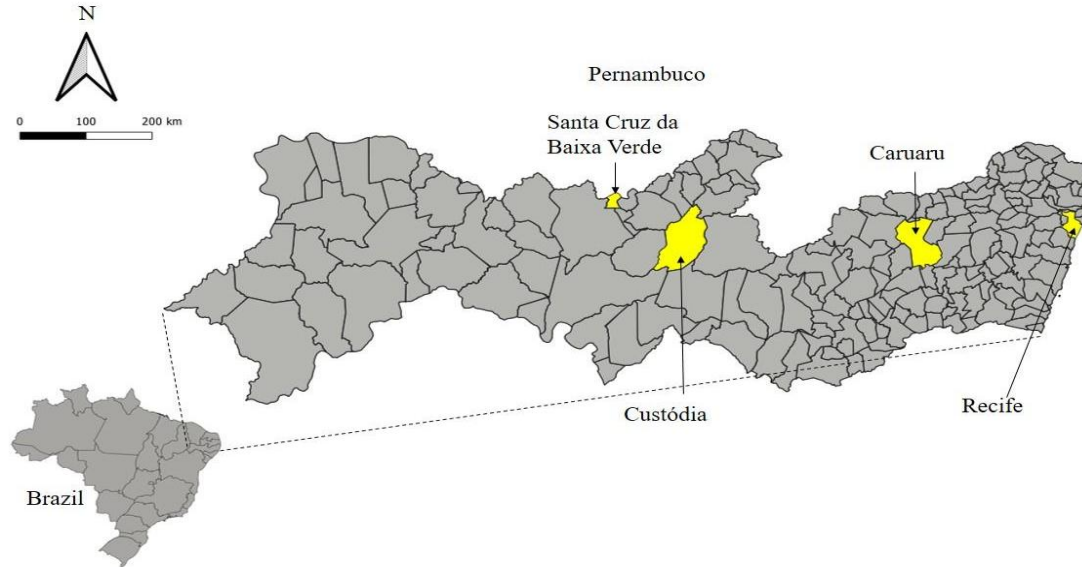 N
0 100 200 km
Pernambuco
Santa Cruz da
Baixa Verde
Caruaru
Custódia
Recife
Brazil